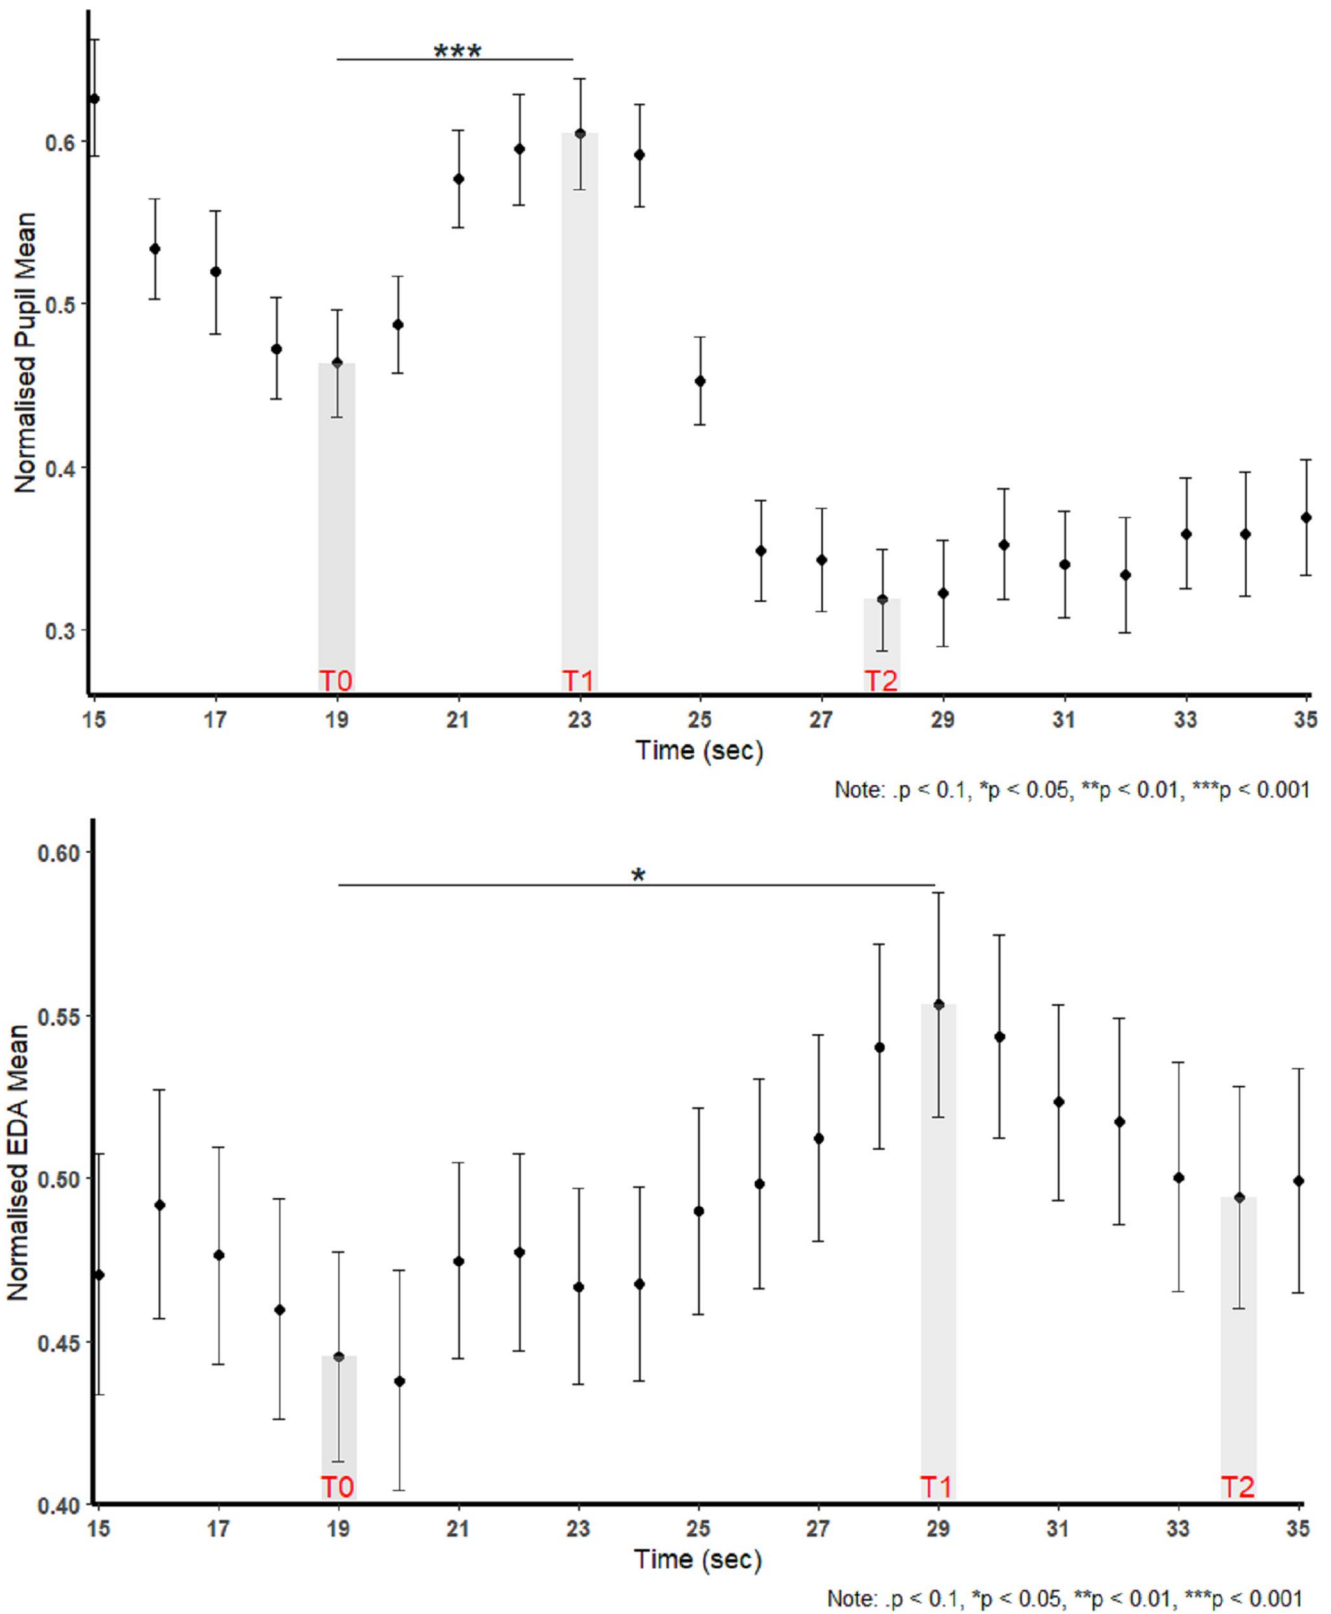 ***
Normalised Pupil Mean
0.6
0.5
0.4
0.3
T0 T1 T2
15 17 19 21 23 25 27 29 31 33 35
Time (sec)
Note: .p < 0.1, *p < 0.05, **p < 0.01, ***p < 0.001
*
Normalised EDA Mean
0.60
0.55
0.50
0.45
0.40
T0 T1 T2
15 17 19 21 23 25 27 29 31 33 35
Time (sec)
Note: .p < 0.1, *p < 0.05, **p < 0.01, ***p < 0.001